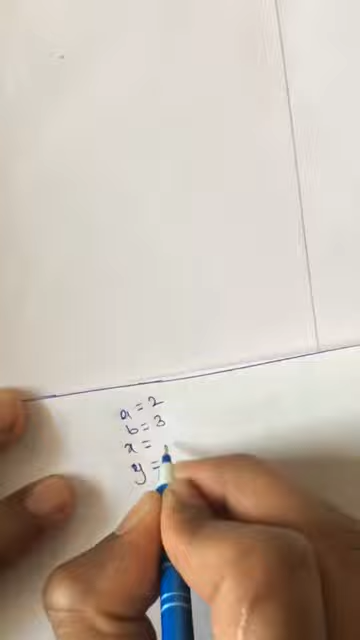 a = 2
b = 3
x =
y =